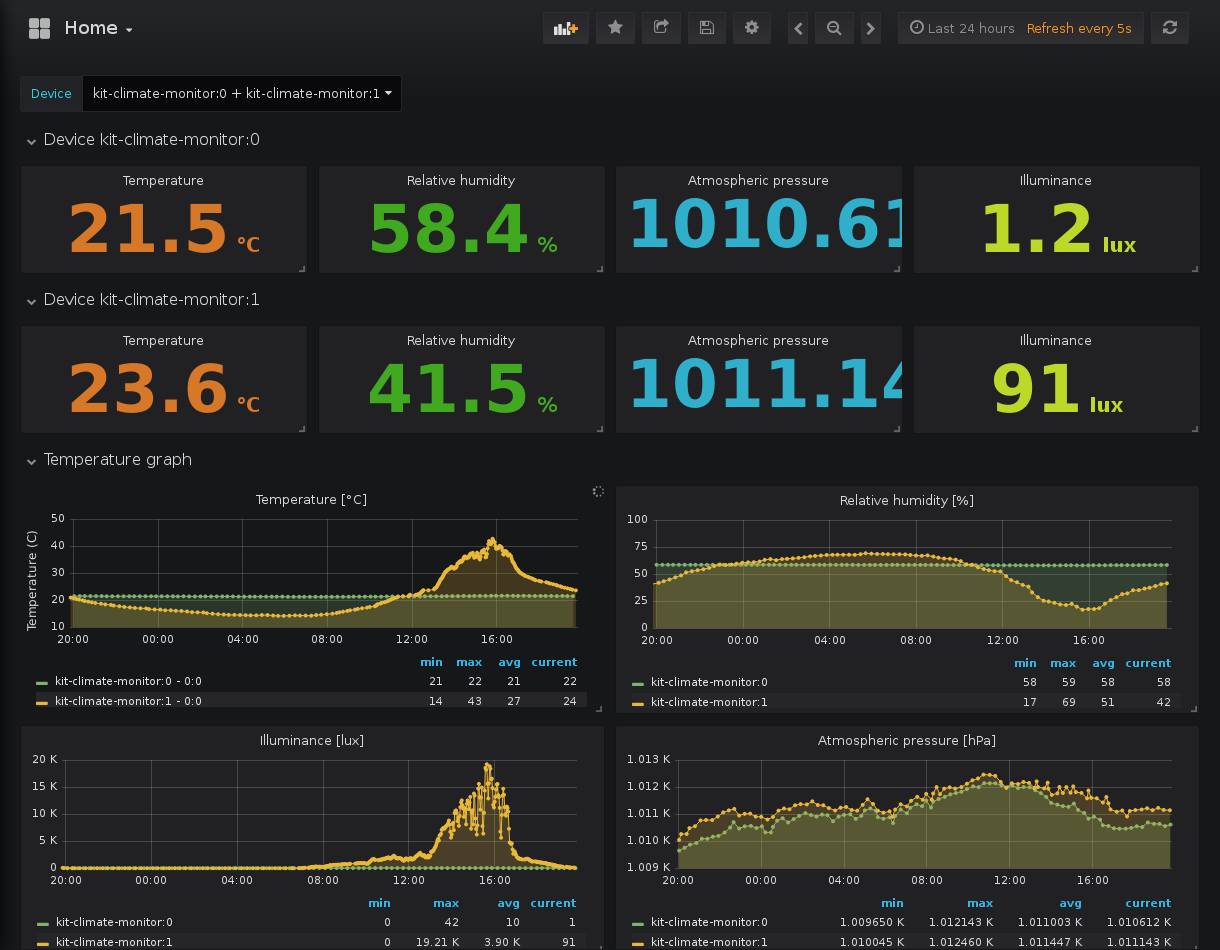 Home
Last 24 hours Refresh every 5s
Device kit-climate-monitor:0 + kit-climate-monitor:1
Device kit-climate-monitor:0
Temperature Relative humidity Atmospheric pressure Illuminance
21.5 °C 58.4 % 1010.61 1.2 lux
Device kit-climate-monitor:1
Temperature Relative humidity Atmospheric pressure Illuminance
23.6 °C 41.5 % 1011.14 91 lux
Temperature graph
Temperature [°C]
Temperature (C)
50
40
30
20
10
20:00 00:00 04:00 08:00 12:00 16:00
min max avg current
kit-climate-monitor:0 - 0:0 21 22 21 22
kit-climate-monitor:1 - 0:0 14 43 27 24
Relative humidity [%]
100
75
50
25
0
20:00 00:00 04:00 08:00 12:00 16:00
min max avg current
kit-climate-monitor:0 58 59 58 58
kit-climate-monitor:1 17 69 51 42
Illuminance [lux]
20 K
15 K
10 K
5 K
0
20:00 00:00 04:00 08:00 12:00 16:00
min max avg current
kit-climate-monitor:0 0 42 10 1
kit-climate-monitor:1 0 19.21 K 3.90 K 91
Atmospheric pressure [hPa]
1.013 K
1.012 K
1.011 K
1.010 K
1.009 K
20:00 00:00 04:00 08:00 12:00 16:00
min max avg current
kit-climate-monitor:0 1.009650 K 1.012143 K 1.011003 K 1.010612 K
kit-climate-monitor:1 1.010045 K 1.012460 K 1.011447 K 1.011143 K